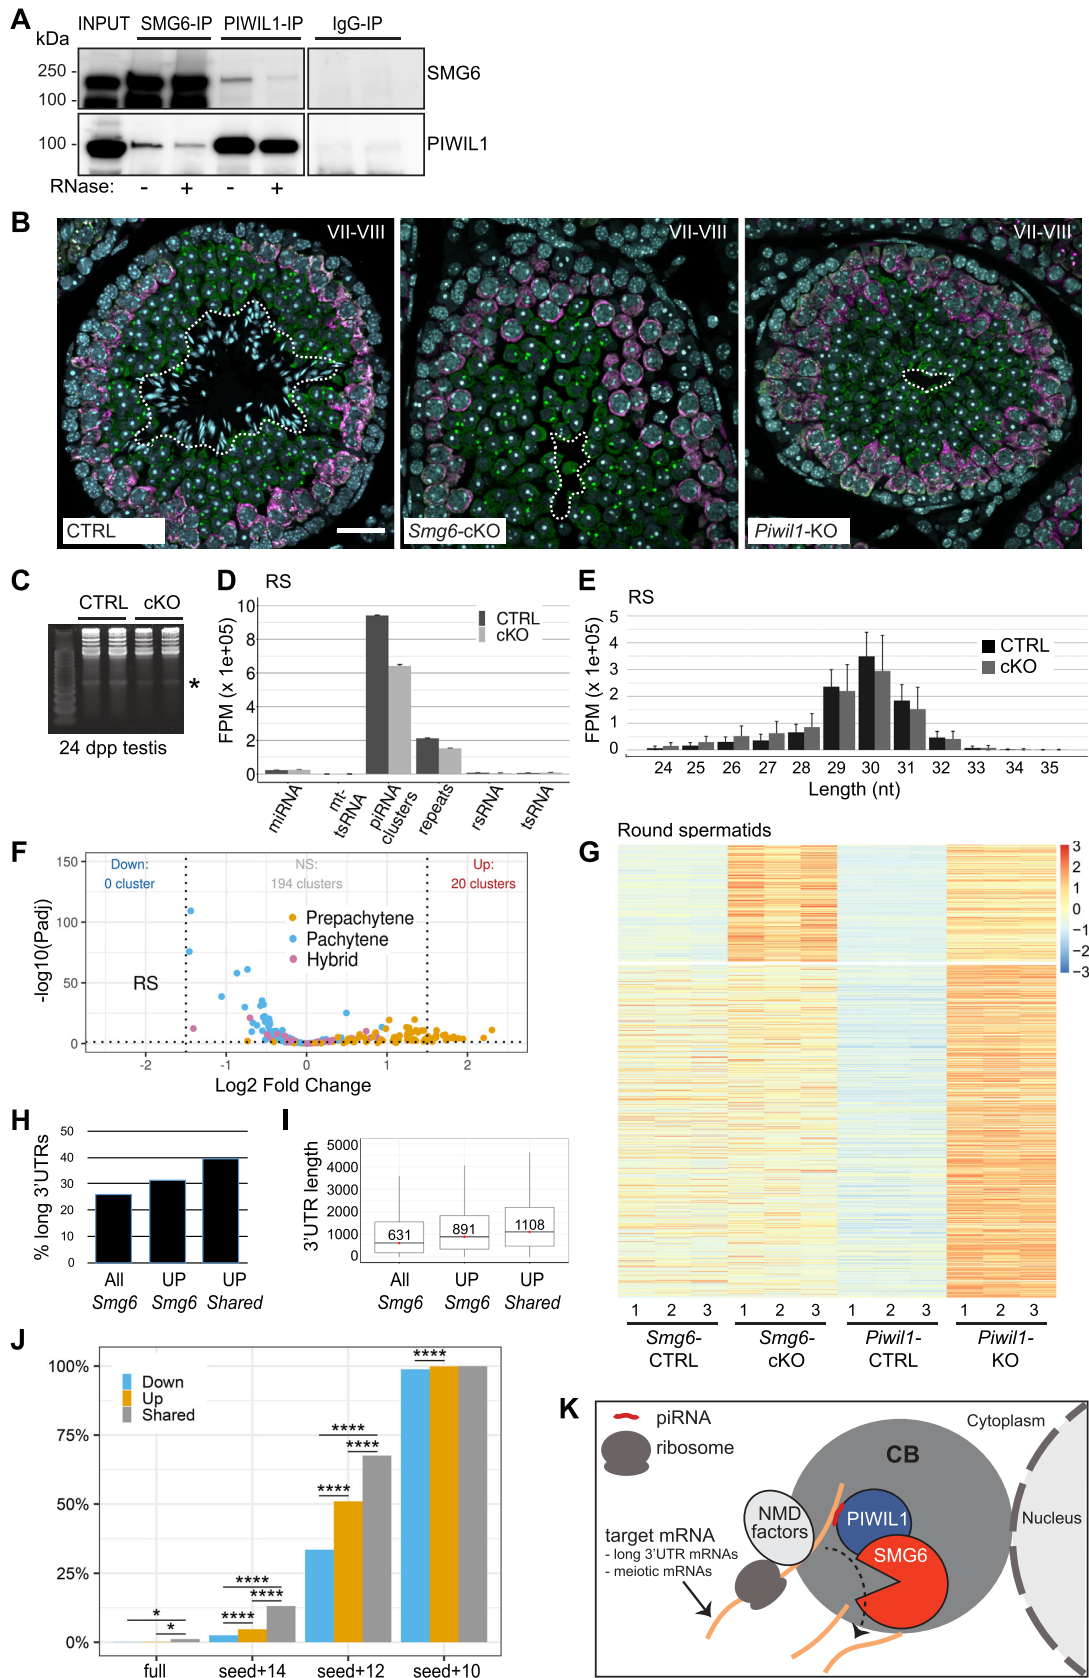 A
INPUT SMG6-IP PIWIL1-IP IgG-IP
kDa
250 -
100 -
SMG6
100 -
PIWIL1
RNase: - + - +
B
VII-VIII
VII-VIII
VII-VIII
CTRL
Smg6-cKO
Piwil1-KO
C
CTRL cKO
*
24 dpp testis
D
RS
FPM (x 1e+05)
10
8
6
4
2
0
CTRL
cKO
miRNA
mt-
tsRNA
piRNA
clusters
repeats
rsRNA
tsRNA
E
RS
FPM (x 1e+05)
5
4
3
2
1
0
CTRL
cKO
24 25 26 27 28 29 30 31 32 33 34 35
Length (nt)
F
-log10(Padj)
150
100
50
0
Down:
0 cluster
NS:
194 clusters
Up:
20 clusters
Prepachytene
Pachytene
Hybrid
RS
-2 -1 0 1 2
Log2 Fold Change
G
Round spermatids
3
2
1
0
−1
−2
−3
1 2 3 1 2 3 1 2 3 1 2 3
Smg6-
CTRL
Smg6-
cKO
Piwil1-
CTRL
Piwil1-
KO
H
% long 3'UTRs
50
40
30
20
10
0
All
Smg6
UP
Smg6
UP
Shared
I
3'UTR length
5000
4000
3000
2000
1000
0
631
891
1108
All
Smg6
UP
Smg6
UP
Shared
J
100%
75%
50%
25%
0%
Down
Up
Shared
*
*
****
****
****
****
****
****
****
full seed+14 seed+12 seed+10
K
piRNA
ribosome
Cytoplasm
CB
NMD
factors
PIWIL1
SMG6
Nucleus
target mRNA
- long 3'UTR mRNAs
- meiotic mRNAs